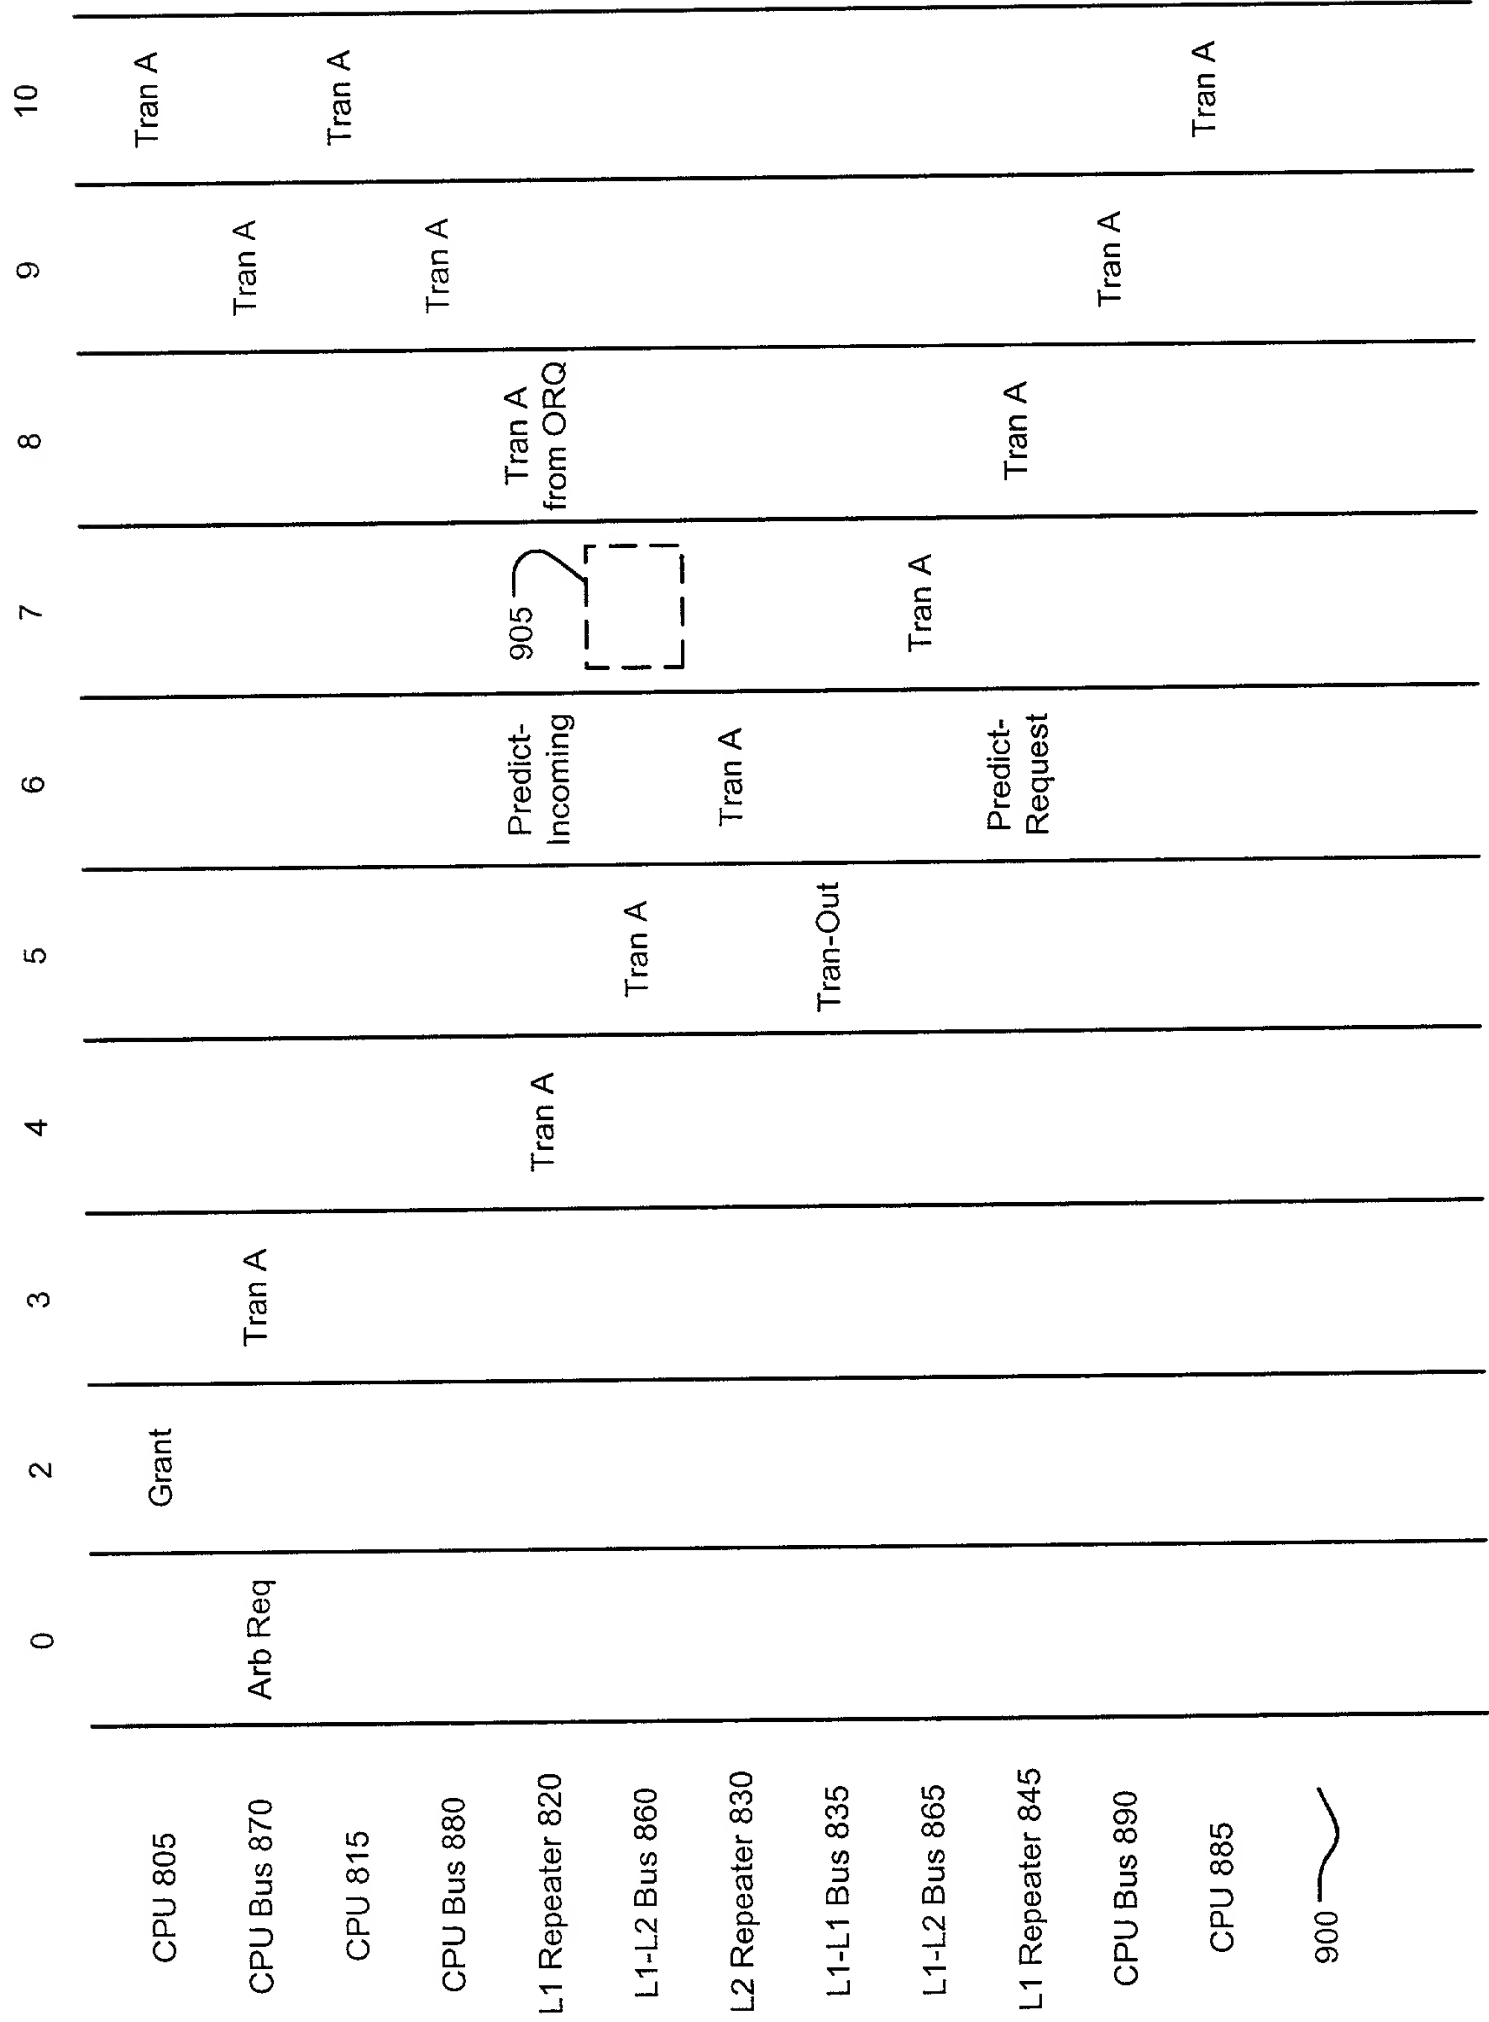 0 2 3 4 5 6 7 8 9 10
CPU 805 Grant Tran A
CPU Bus 870 Arb Req Tran A Tran A
CPU 815 Tran A
CPU Bus 880 Tran A
L1 Repeater 820 Tran A Predict- 905 Tran A
Incoming from ORQ
L1-L2 Bus 860 Tran A
L2 Repeater 830 Tran A
L1-L1 Bus 835 Tran-Out
L1-L2 Bus 865 Tran A
L1 Repeater 845 Predict- Tran A
Request
CPU Bus 890 Tran A
CPU 885 Tran A
900